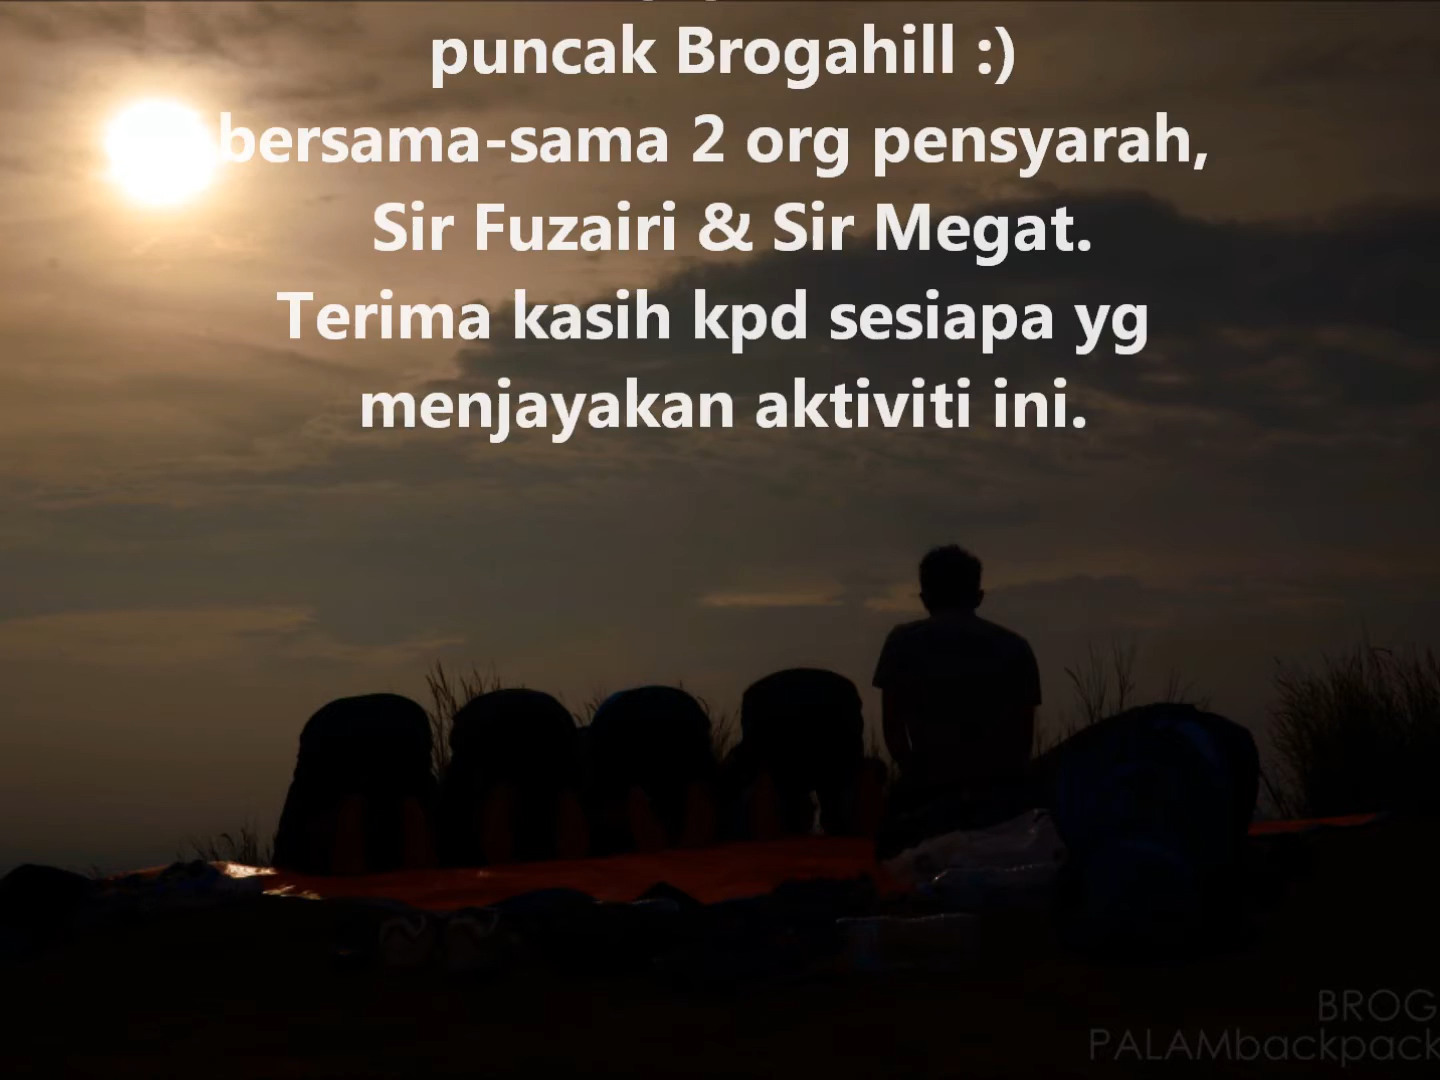 puncak Brogahill :)
bersama-sama 2 org pensyarah,
Sir Fuzairi & Sir Megat.
Terima kasih kpd sesiapa yg
menjayakan aktiviti ini.
BROG
PALAMbackpack